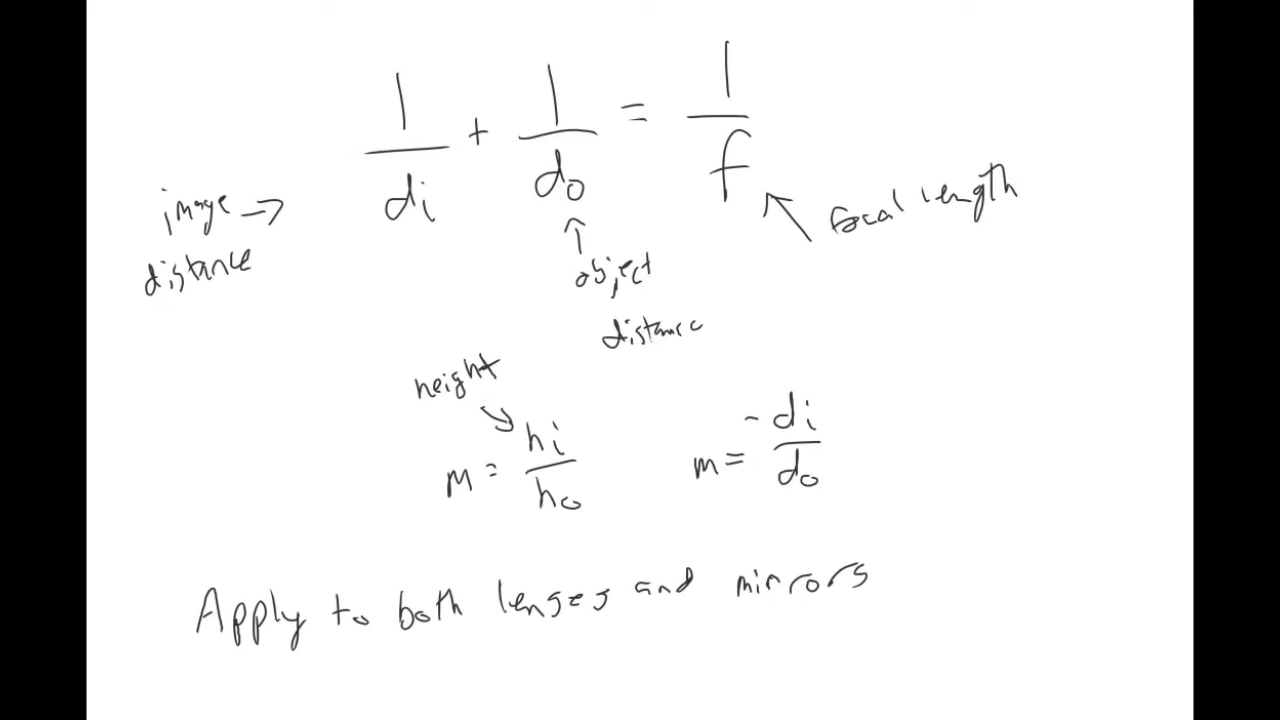 1/di + 1/do = 1/f
image →
distance
focal length
object
distance
height
m = hi/ho
m = -di/do
Apply to both lenses and mirrors